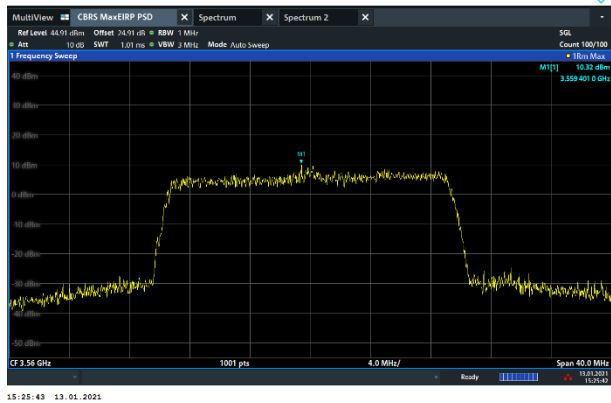 MultiView CBRS MaxEIRP PSD X Spectrum X Spectrum 2 X
Ref Level 44.91 dBm Offset 24.91 dB RBW 1 MHz SGL
Att 10 dB SWT 1.01 ms VBW 3 MHz Mode Auto Sweep Count 100/100
1 Frequency Sweep 1Rm Max
M1[1] 10.32 dBm
3.559 401 0 GHz
40 dBm
30 dBm
20 dBm
M1
10 dBm
0 dBm
-10 dBm
-20 dBm
-30 dBm
-40 dBm
-50 dBm
CF 3.56 GHz 1001 pts 4.0 MHz/ Span 40.0 MHz
Ready 13.01.2021
15:25:42
15:25:43 13.01.2021